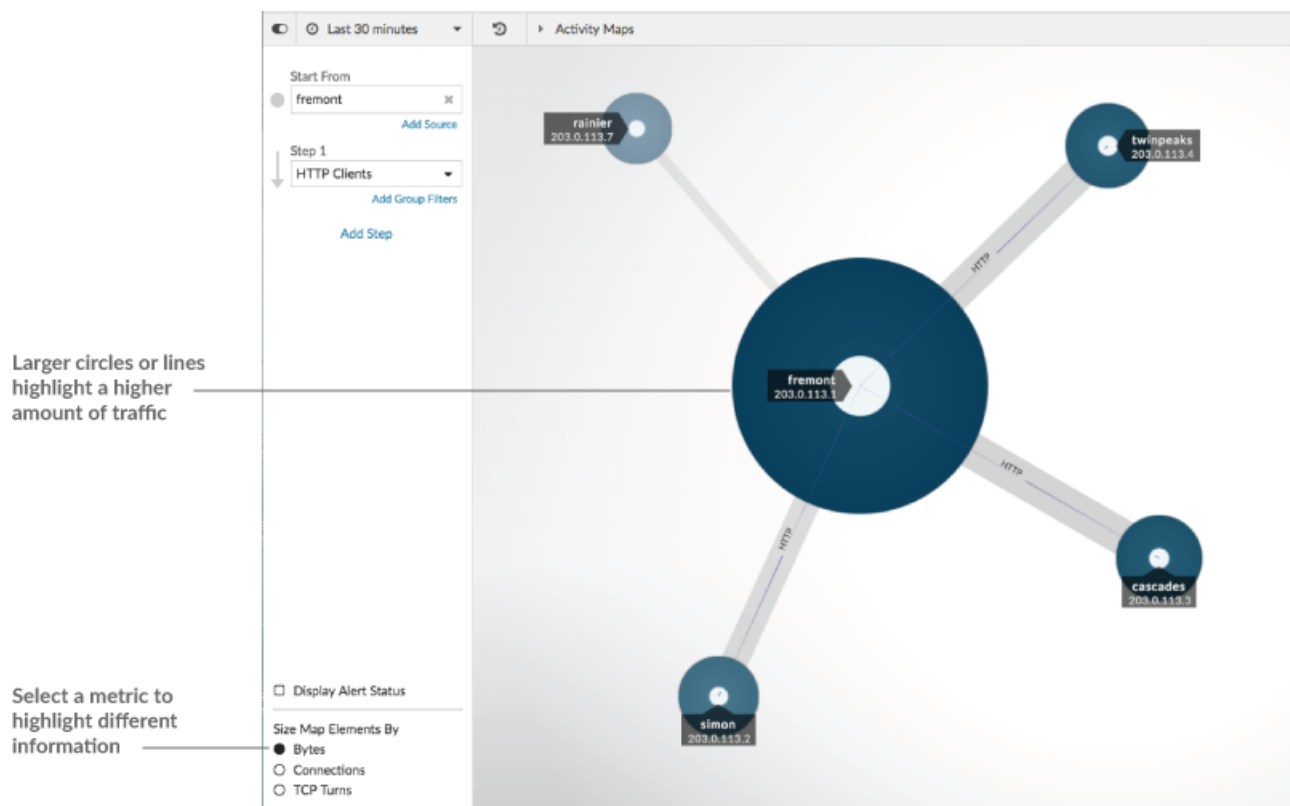 Last 30 minutes
Activity Maps
Start From
fremont
Add Source
Step 1
HTTP Clients
Add Group Filters
Add Step
Larger circles or lines
highlight a higher
amount of traffic
rainier
203.0.113.7
twinpeaks
203.0.113.4
HTTP
fremont
203.0.113.1
HTTP
cascades
203.0.113.3
HTTP
simon
203.0.113.2
Display Alert Status
Select a metric to
highlight different
information
Size Map Elements By
Bytes
Connections
TCP Turns